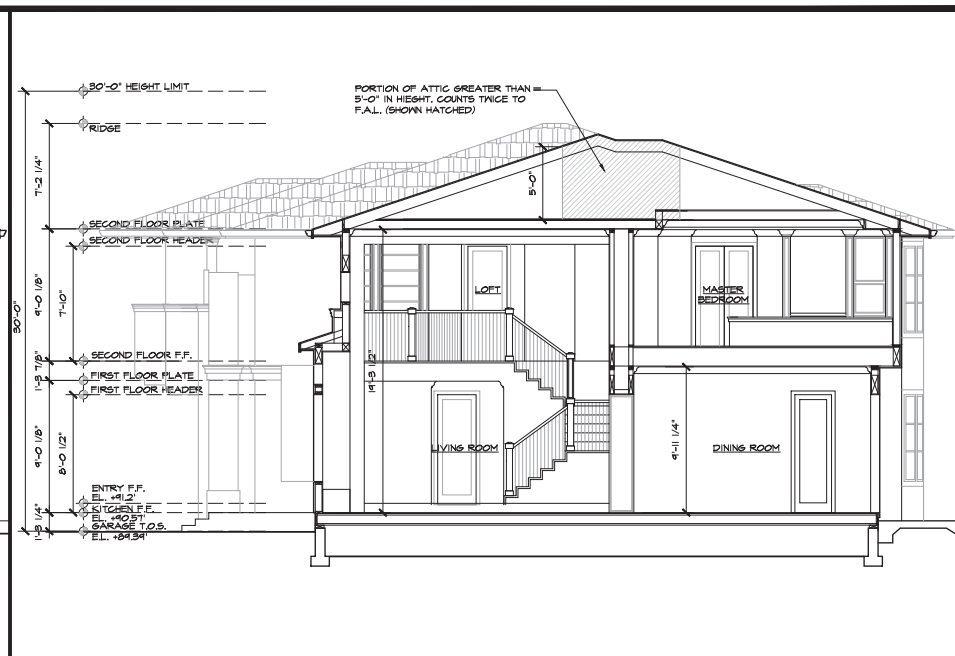 30'-0" HEIGHT LIMIT
RIDGE
PORTION OF ATTIC GREATER THAN
5'-0" IN HIEGHT. COUNTS TWICE TO
F.A.L. (SHOWN HATCHED)
7'-2 1/4"
5'-0"
SECOND FLOOR PLATE
SECOND FLOOR HEADER
30'-0"
9'-0 1/8"
7'-10"
LOFT
MASTER
BEDROOM
SECOND FLOOR F.F.
1'-3 7/8"
FIRST FLOOR PLATE
FIRST FLOOR HEADER
19'-3 1/2"
9'-0 1/8"
8'-0 1/2"
9'-11 1/4"
LIVING ROOM
DINING ROOM
ENTRY F.F.
EL. +91.2'
KITCHEN F.F.
EL. +90.57'
GARAGE T.O.S.
E.L. +89.39'
1'-3 1/4"